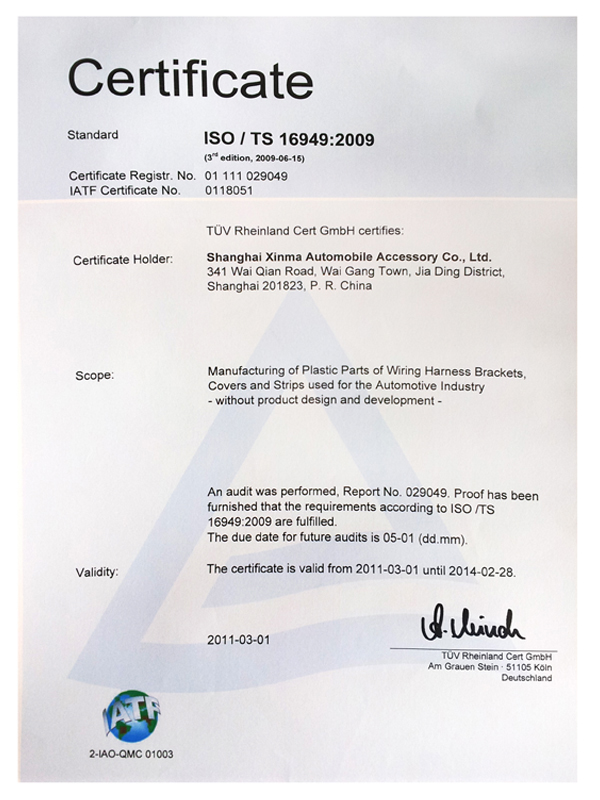 Certificate
Standard
ISO / TS 16949:2009
(3rd edition, 2009-06-15)
Certificate Registr. No. 01 111 029049
IATF Certificate No. 0118051
TÜV Rheinland Cert GmbH certifies:
Certificate Holder:
Shanghai Xinma Automobile Accessory Co., Ltd.
341 Wai Qian Road, Wai Gang Town, Jia Ding District,
Shanghai 201823, P. R. China
Scope:
Manufacturing of Plastic Parts of Wiring Harness Brackets,
Covers and Strips used for the Automotive Industry
- without product design and development -
An audit was performed, Report No. 029049. Proof has been
furnished that the requirements according to ISO /TS
16949:2009 are fulfilled.
The due date for future audits is 05-01 (dd.mm).
Validity:
The certificate is valid from 2011-03-01 until 2014-02-28.
2011-03-01
TÜV Rheinland Cert GmbH
Am Grauen Stein · 51105 Köln
Deutschland
IATF
2-IAO-QMC 01003